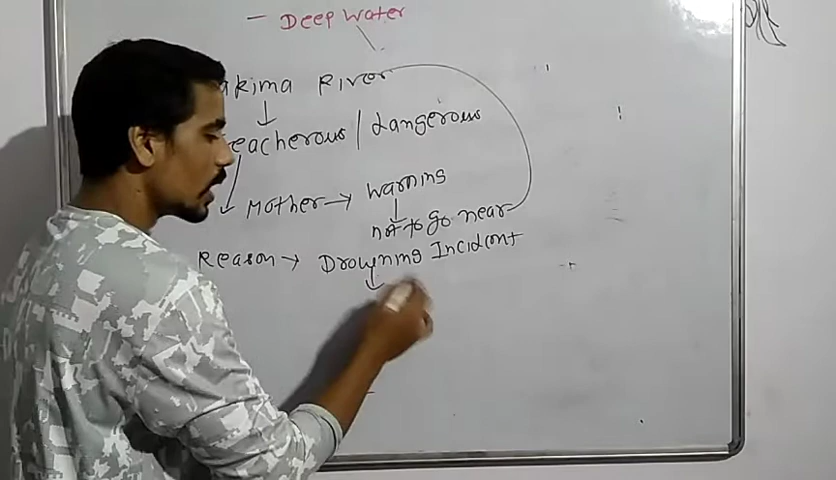 - Deep Water
akima River
eacherous / dangerous
Mother → Warning
not to go near
Reason → Drowning Incident